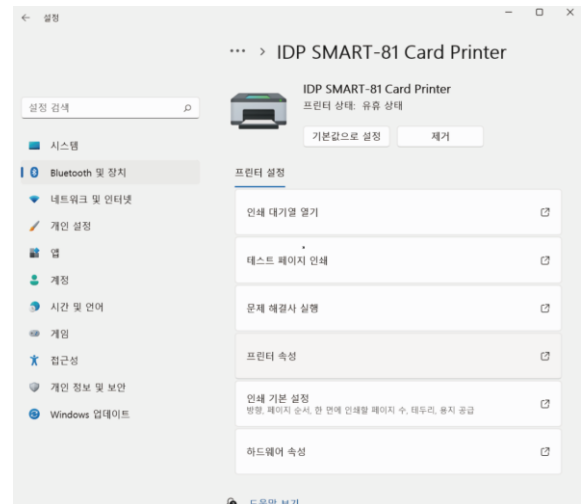 ← 설정
··· > IDP SMART-81 Card Printer
IDP SMART-81 Card Printer
프린터 상태: 유휴 상태
기본값으로 설정 제거
설정 검색
시스템
Bluetooth 및 장치
네트워크 및 인터넷
개인 설정
앱
계정
시간 및 언어
게임
접근성
개인 정보 및 보안
Windows 업데이트
프린터 설정
인쇄 대기열 열기
테스트 페이지 인쇄
문제 해결사 실행
프린터 속성
인쇄 기본 설정
방향, 페이지 순서, 한 면에 인쇄할 페이지 수, 테두리, 용지 공급
하드웨어 속성
도움말 보기